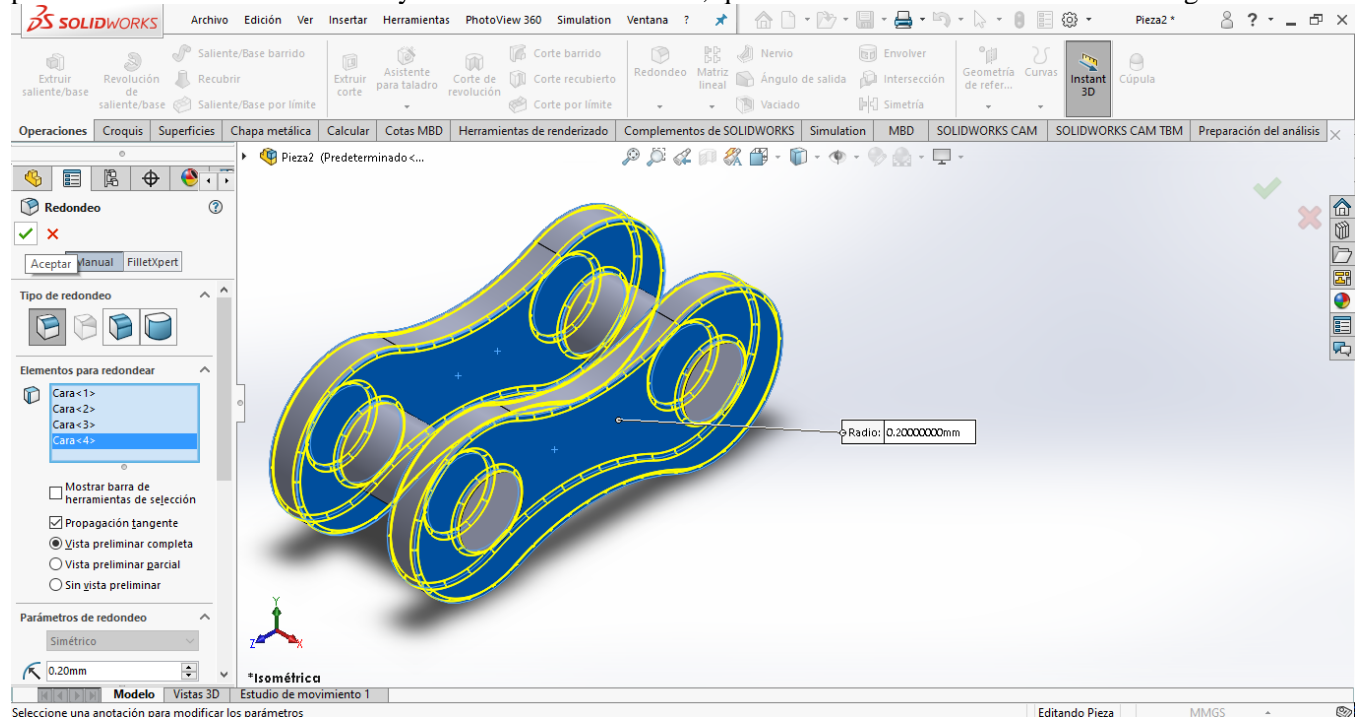 SOLIDWORKS
Archivo Edición Ver Insertar Herramientas PhotoView 360 Simulation Ventana ?
Pieza2 *
Extruir saliente/base
Revolución de saliente/base
Saliente/Base barrido
Recubrir
Saliente/Base por límite
Extruir corte
Asistente para taladro
Corte de revolución
Corte barrido
Corte recubierto
Corte por límite
Redondeo
Matriz lineal
Nervio
Ángulo de salida
Vaciado
Envolver
Intersección
Simetría
Geometría de refer...
Curvas
Instant 3D
Cúpula
Operaciones Croquis Superficies Chapa metálica Calcular Cotas MBD Herramientas de renderizado Complementos de SOLIDWORKS Simulation MBD SOLIDWORKS CAM SOLIDWORKS CAM TBM Preparación del análisis
Pieza2 (Predeterminado<...
Redondeo
Aceptar
Manual FilletXpert
Tipo de redondeo
Elementos para redondear
Cara<1>
Cara<2>
Cara<3>
Cara<4>
Mostrar barra de
herramientas de selección
Propagación tangente
Vista preliminar completa
Vista preliminar parcial
Sin vista preliminar
Parámetros de redondeo
Simétrico
0.20mm
Radio: 0.20000000mm
Y
Z X
*Isométrica
Modelo Vistas 3D Estudio de movimiento 1
Seleccione una anotación para modificar los parámetros
Editando Pieza MMGS